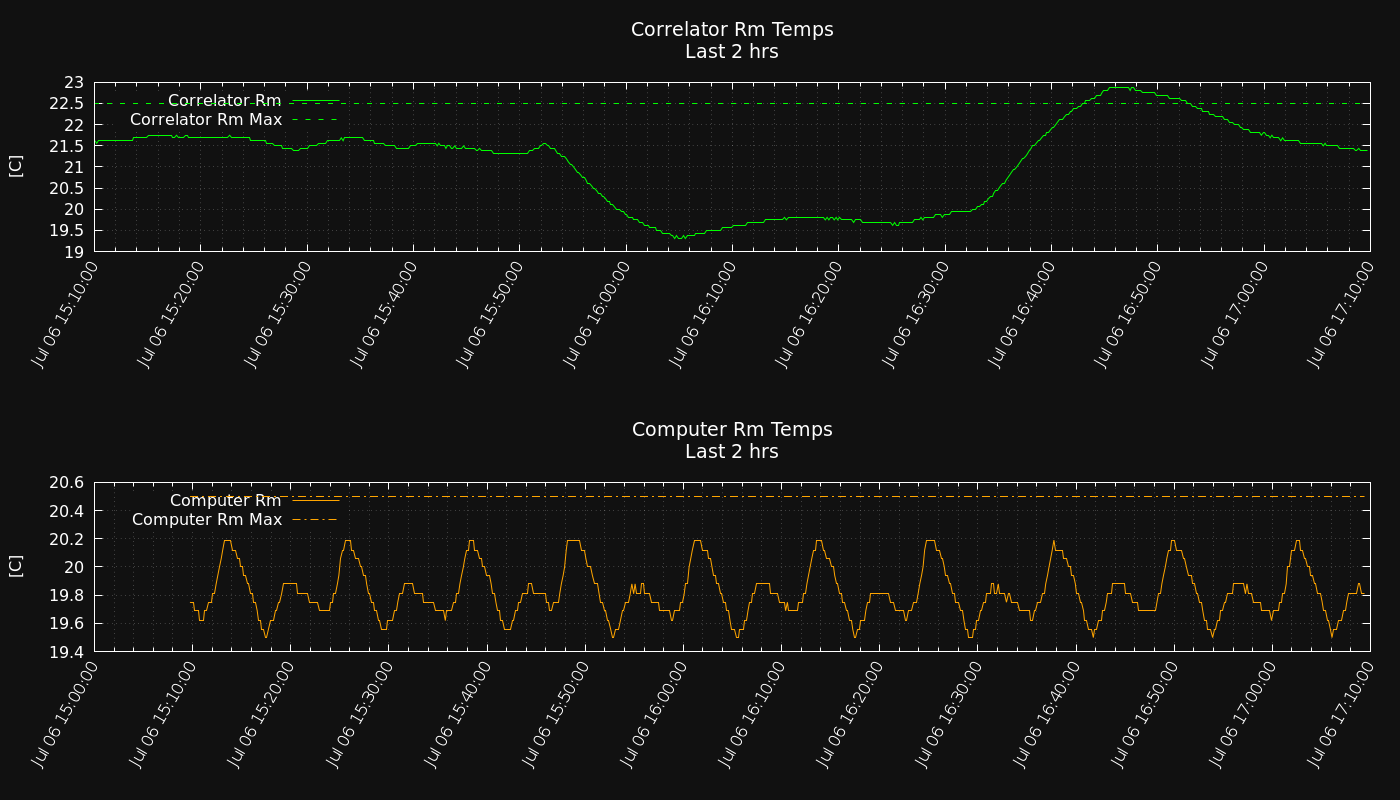 Correlator Rm Temps
Last 2 hrs
[C]
23
22.5
22
21.5
21
20.5
20
19.5
19
Correlator Rm
Correlator Rm Max
Jul 06 15:10:00
Jul 06 15:20:00
Jul 06 15:30:00
Jul 06 15:40:00
Jul 06 15:50:00
Jul 06 16:00:00
Jul 06 16:10:00
Jul 06 16:20:00
Jul 06 16:30:00
Jul 06 16:40:00
Jul 06 16:50:00
Jul 06 17:00:00
Jul 06 17:10:00
Computer Rm Temps
Last 2 hrs
[C]
20.6
20.4
20.2
20
19.8
19.6
19.4
Computer Rm
Computer Rm Max
Jul 06 15:00:00
Jul 06 15:10:00
Jul 06 15:20:00
Jul 06 15:30:00
Jul 06 15:40:00
Jul 06 15:50:00
Jul 06 16:00:00
Jul 06 16:10:00
Jul 06 16:20:00
Jul 06 16:30:00
Jul 06 16:40:00
Jul 06 16:50:00
Jul 06 17:00:00
Jul 06 17:10:00